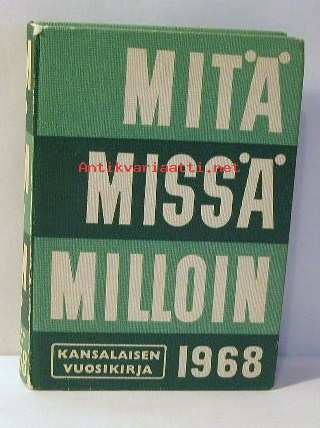 MITÄ
Antikvariaatti.net
MISSÄ
MILLOIN
KANSALAISEN
VUOSIKIRJA
1968